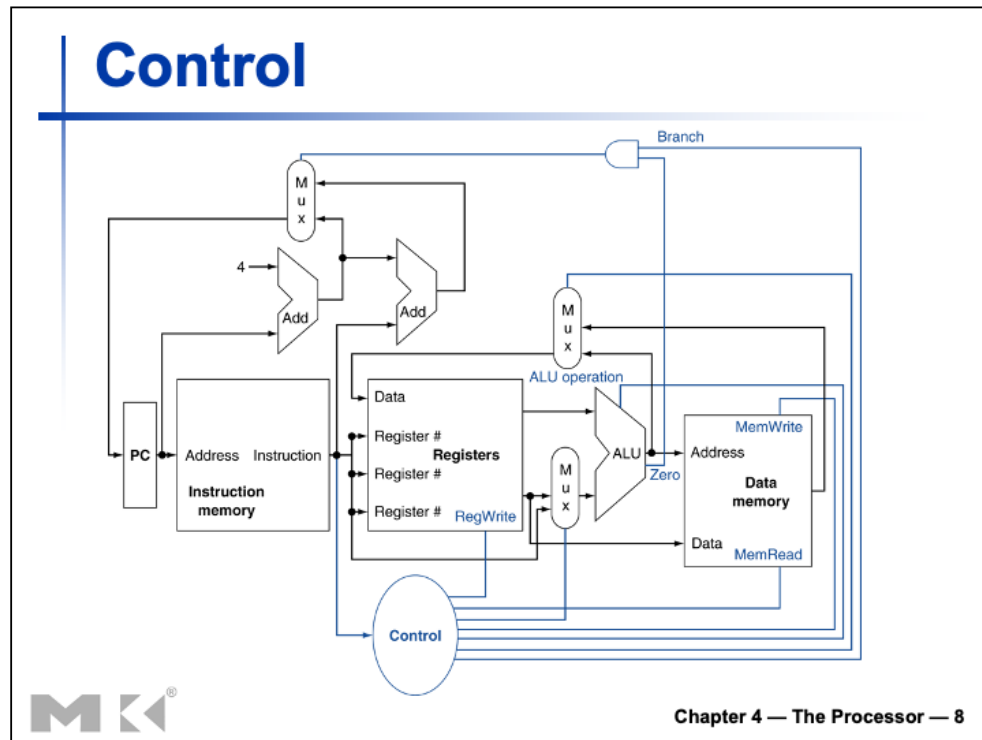 Control
Branch
M
u
x
4
Add
Add
M
u
x
ALU operation
Data
Register #
Registers
Register #
Register #
RegWrite
PC
Address Instruction
Instruction
memory
M
u
x
ALU
Zero
MemWrite
Address
Data
memory
Data
MemRead
Control
MK®
Chapter 4 — The Processor — 8